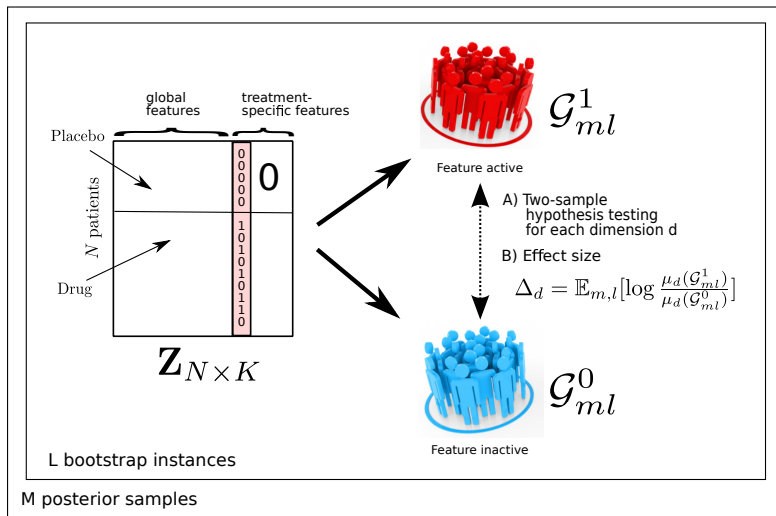 global
features
treatment-
specific features
Placebo
N patients
Drug
0
0
0
0
0
0
1
0
1
0
1
0
1
1
0
Z_{N×K}
Feature active
G^1_{ml}
A) Two-sample
hypothesis testing
for each dimension d
B) Effect size
Δ_d = 𝔼_{m,l}[log μ_d(G^1_{ml})/μ_d(G^0_{ml})]
G^0_{ml}
Feature inactive
L bootstrap instances
M posterior samples